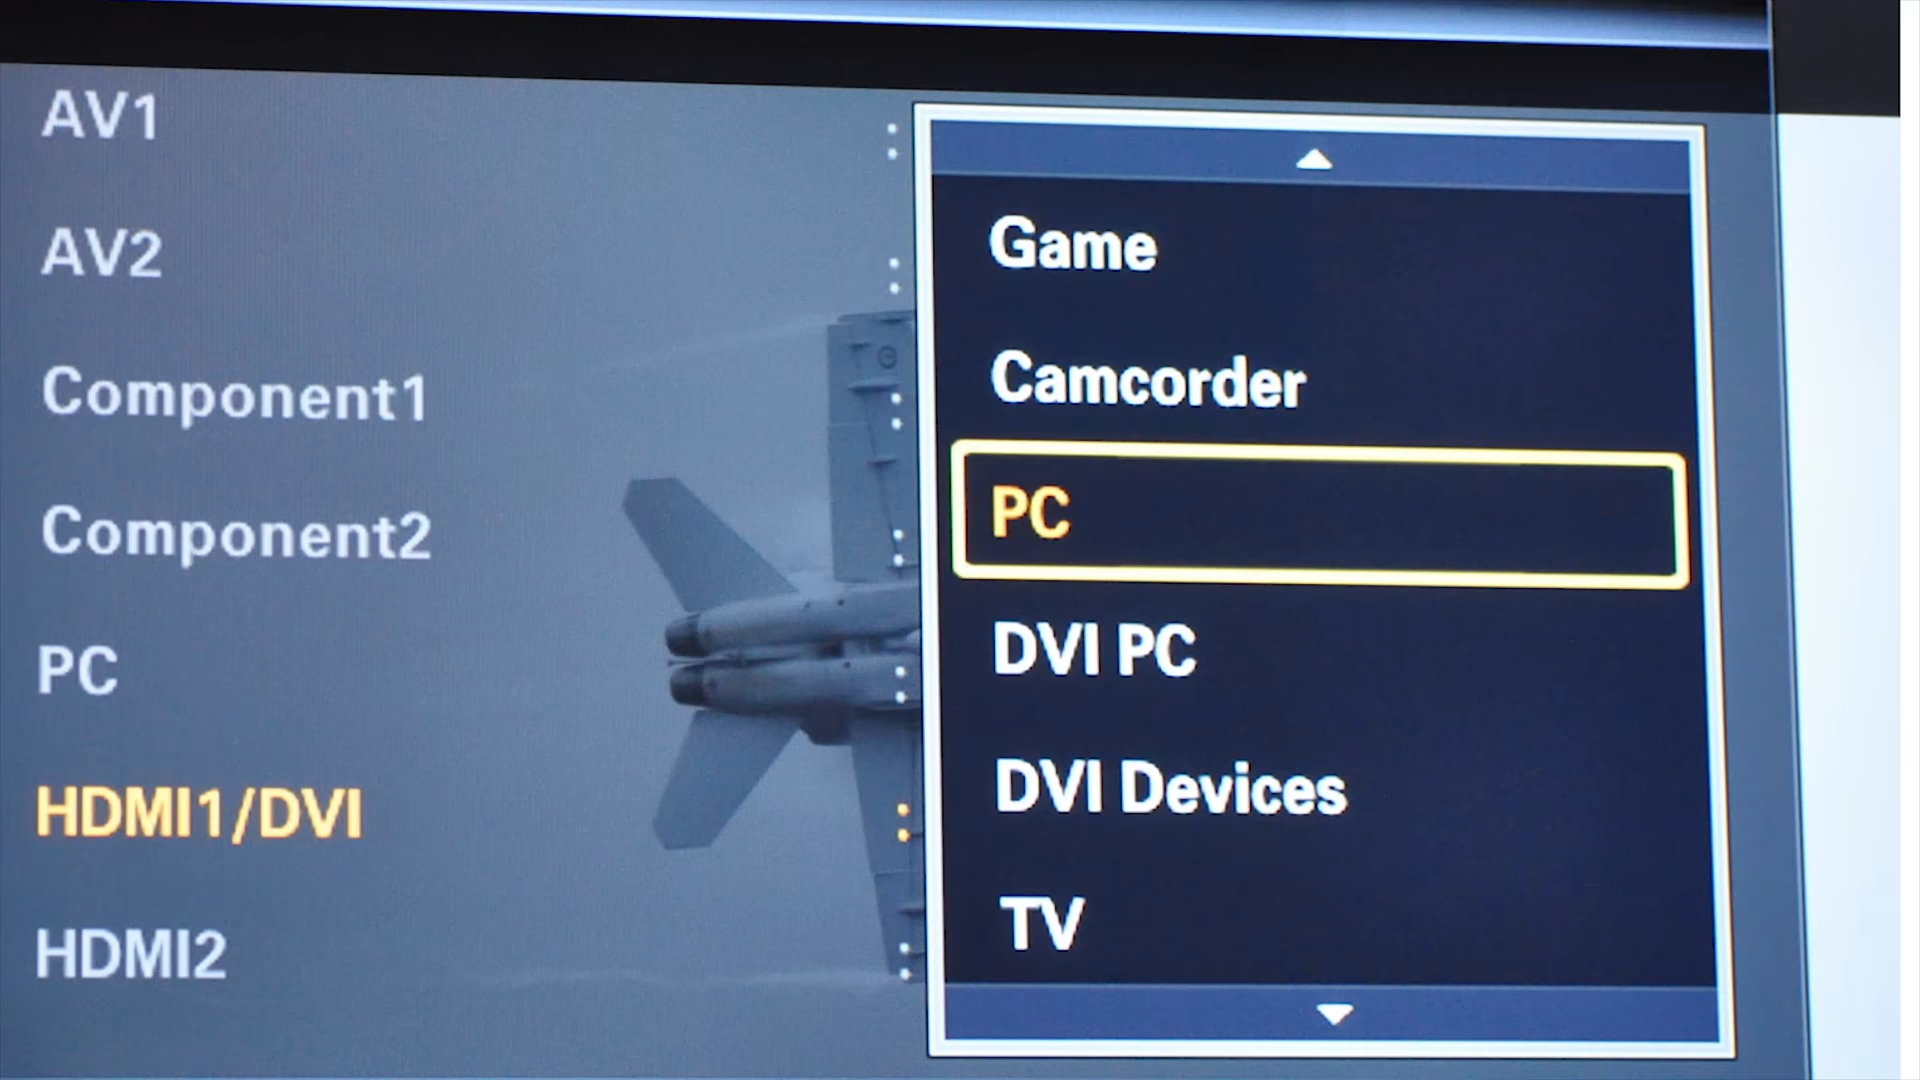 AV1
AV2
Component1
Component2
PC
HDMI1/DVI
HDMI2
Game
Camcorder
PC
DVI PC
DVI Devices
TV